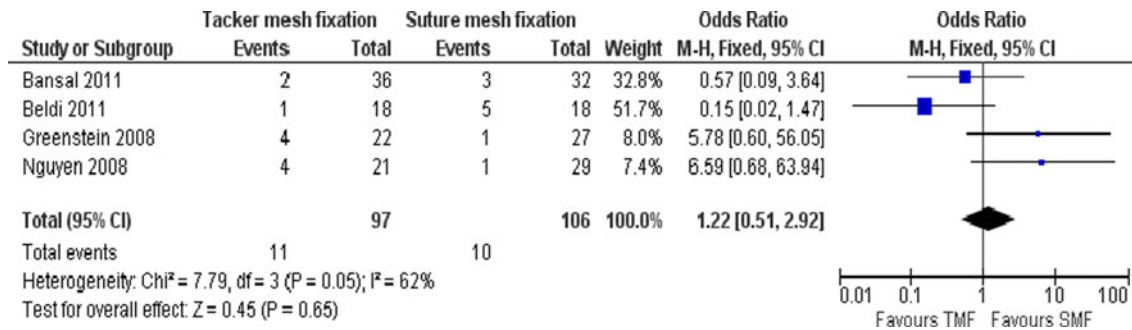 Tacker mesh fixation Suture mesh fixation Odds Ratio Odds Ratio
Study or Subgroup Events Total Events Total Weight M-H, Fixed, 95% CI M-H, Fixed, 95% CI
Bansal 2011 2 36 3 32 32.8% 0.57 [0.09, 3.64]
Beldi 2011 1 18 5 18 51.7% 0.15 [0.02, 1.47]
Greenstein 2008 4 22 1 27 8.0% 5.78 [0.60, 56.05]
Nguyen 2008 4 21 1 29 7.4% 6.59 [0.68, 63.94]
Total (95% CI) 97 106 100.0% 1.22 [0.51, 2.92]
Total events 11 10
Heterogeneity: Chi² = 7.79, df = 3 (P = 0.05); I² = 62%
Test for overall effect: Z = 0.45 (P = 0.65)
0.01 0.1 1 10 100
Favours TMF Favours SMF